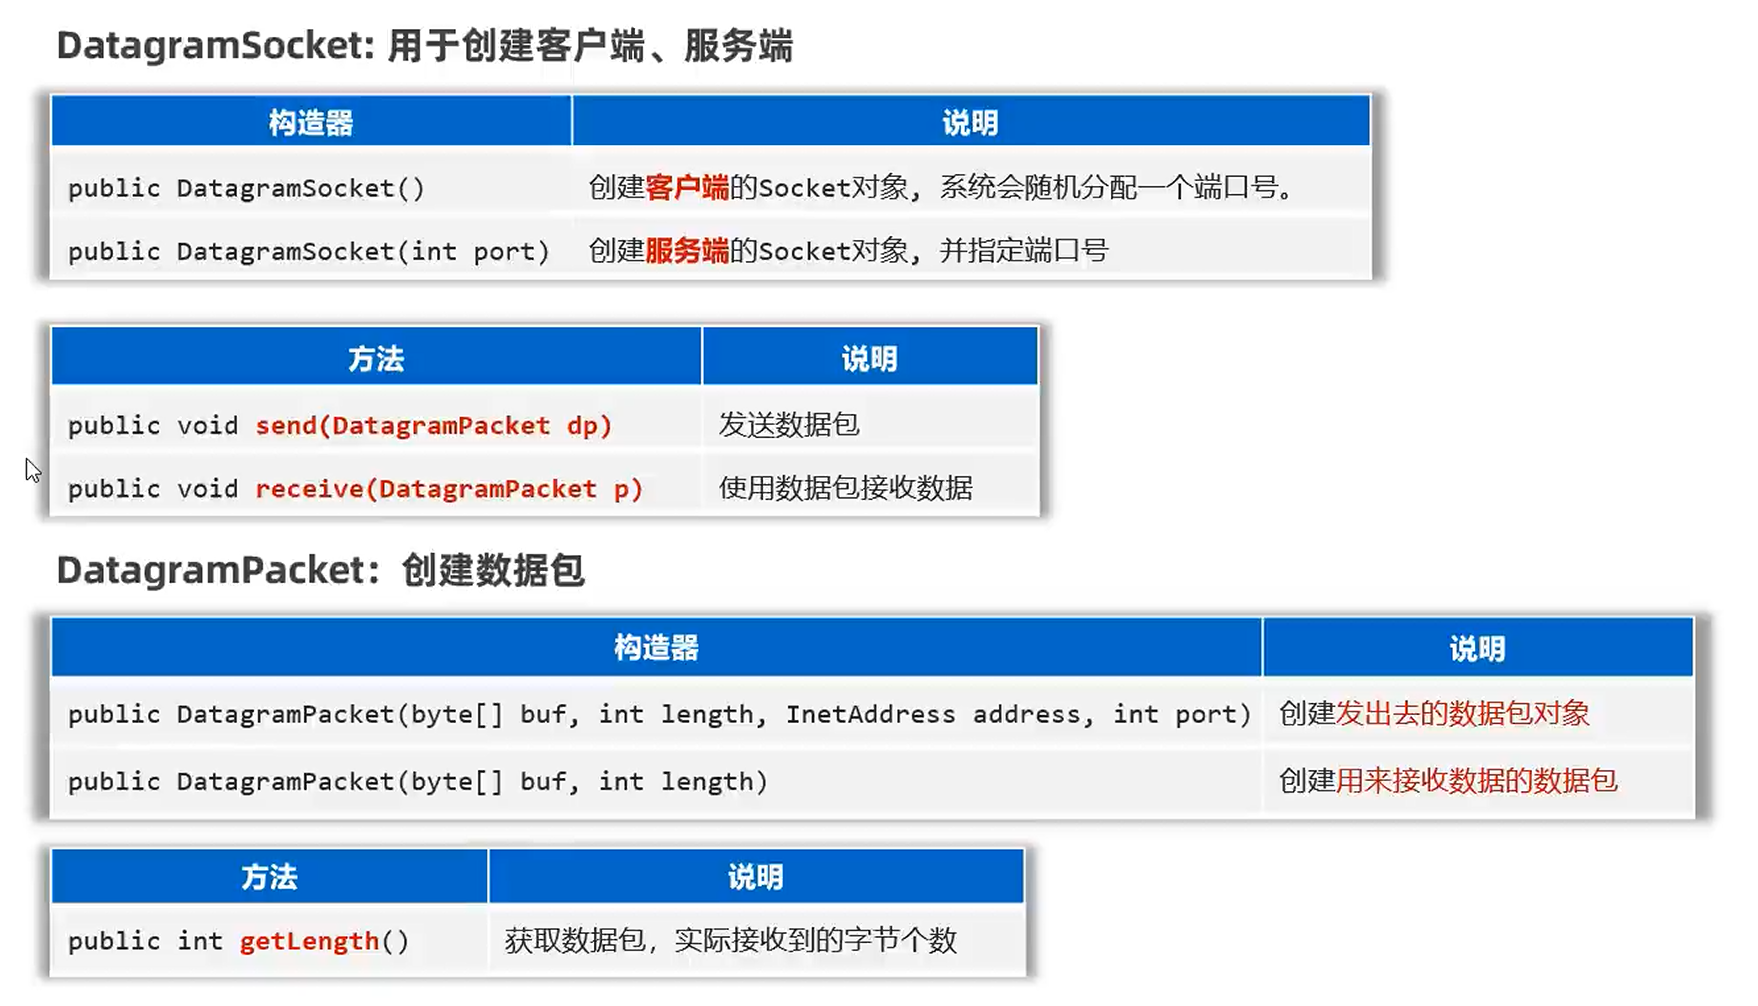 DatagramSocket: 用于创建客户端、服务端
构造器 说明
public DatagramSocket() 创建客户端的Socket对象, 系统会随机分配一个端口号。
public DatagramSocket(int port) 创建服务端的Socket对象, 并指定端口号
方法 说明
public void send(DatagramPacket dp) 发送数据包
public void receive(DatagramPacket p) 使用数据包接收数据
DatagramPacket：创建数据包
构造器 说明
public DatagramPacket(byte[] buf, int length, InetAddress address, int port) 创建发出去的数据包对象
public DatagramPacket(byte[] buf, int length) 创建用来接收数据的数据包
方法 说明
public int getLength() 获取数据包，实际接收到的字节个数